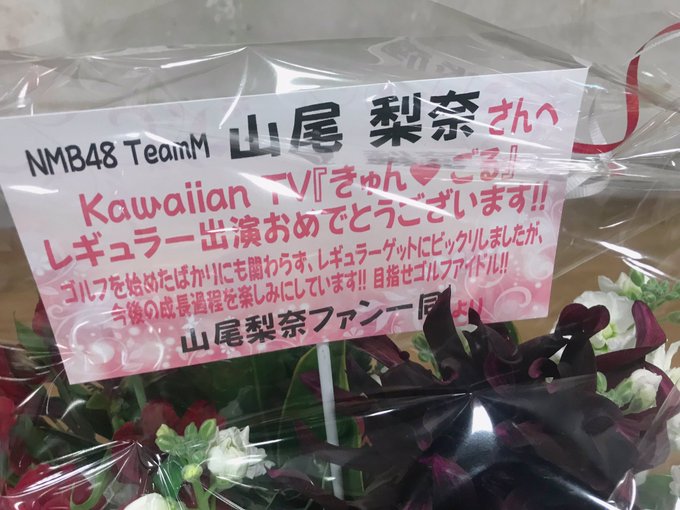 NMB48 TeamM 山尾 梨奈さんへ
Kawaiian TV『きゅん♥ごる』
レギュラー出演おめでとうございます!!
ゴルフを始めたばかりにも関わらず、レギュラーゲットにビックリしましたが、
今後の成長過程を楽しみにしています!! 目指せゴルフアイドル!!
山尾梨奈ファン一同より